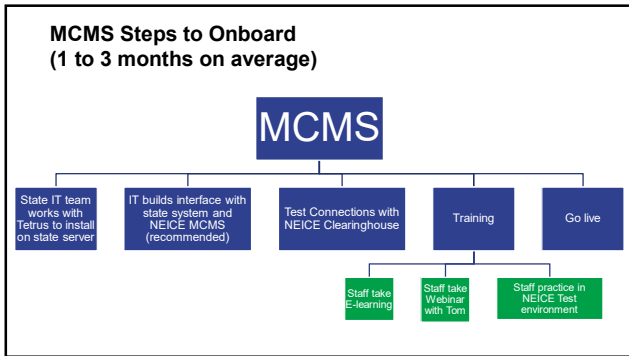 MCMS Steps to Onboard
(1 to 3 months on average)
MCMS
State IT team
works with
Tetrus to install
on state server
IT builds interface with
state system and
NEICE MCMS
(recommended)
Test Connections with
NEICE Clearinghouse
Training
Go live
Staff take
E-learning
Staff take
Webinar
with Tom
Staff practice in
NEICE Test
environment